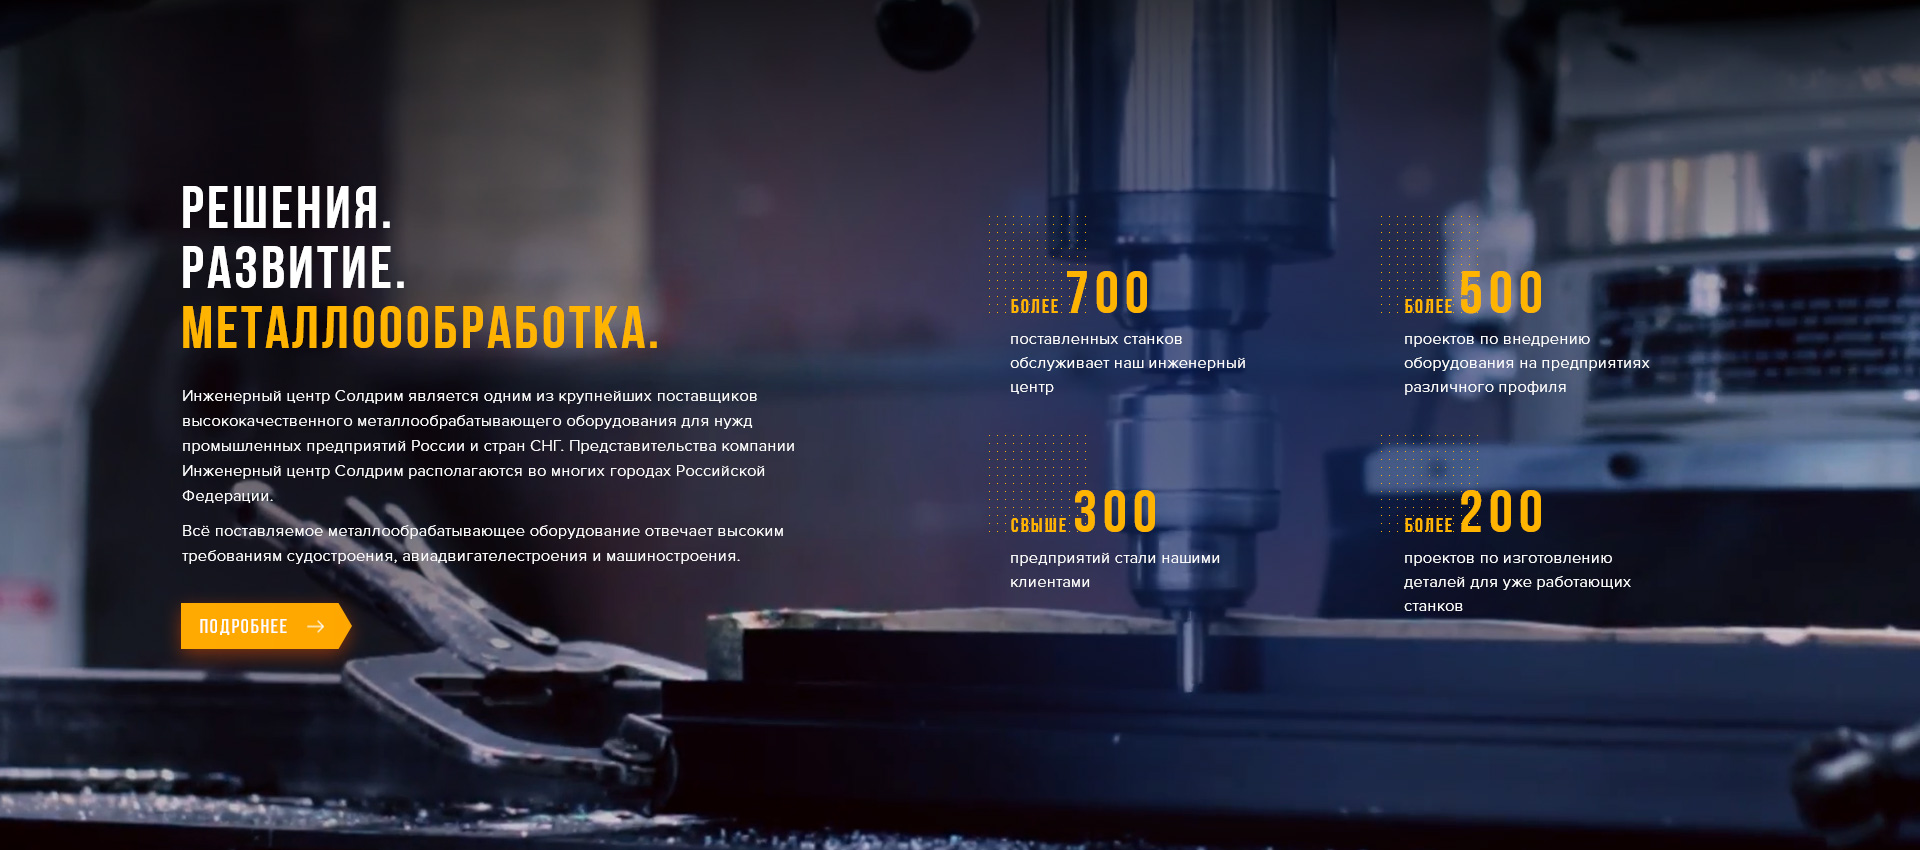 РЕШЕНИЯ.
РАЗВИТИЕ.
МЕТАЛЛОООБРАБОТКА.
Инженерный центр Солдрим является одним из крупнейших поставщиков
высококачественного металлообрабатывающего оборудования для нужд
промышленных предприятий России и стран СНГ. Представительства компании
Инженерный центр Солдрим располагаются во многих городах Российской
Федерации.
Всё поставляемое металлообрабатывающее оборудование отвечает высоким
требованиям судостроения, авиадвигателестроения и машиностроения.
ПОДРОБНЕЕ
БОЛЕЕ 700
поставленных станков
обслуживает наш инженерный
центр
БОЛЕЕ 500
проектов по внедрению
оборудования на предприятиях
различного профиля
СВЫШЕ 300
предприятий стали нашими
клиентами
БОЛЕЕ 200
проектов по изготовлению
деталей для уже работающих
станков